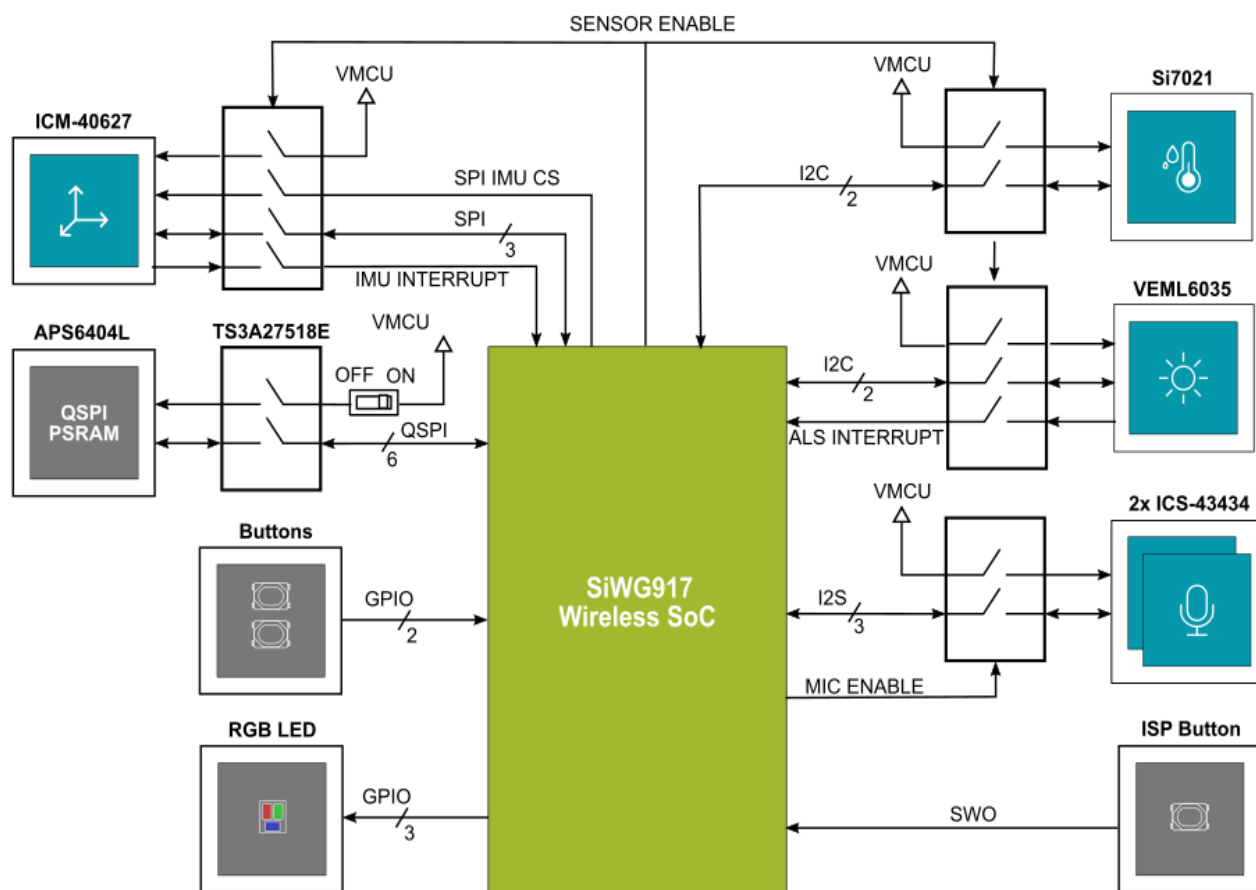 SENSOR ENABLE
VMCU
VMCU
Si7021
ICM-40627
SPI IMU CS
I2C
2
SPI
3
IMU INTERRUPT
VMCU
VEML6035
APS6404L
TS3A27518E
VMCU
OFF
ON
I2C
2
QSPI
PSRAM
QSPI
6
ALS INTERRUPT
VMCU
2x ICS-43434
Buttons
SiWG917
Wireless SoC
GPIO
2
I2S
3
MIC ENABLE
RGB LED
ISP Button
GPIO
3
SWO